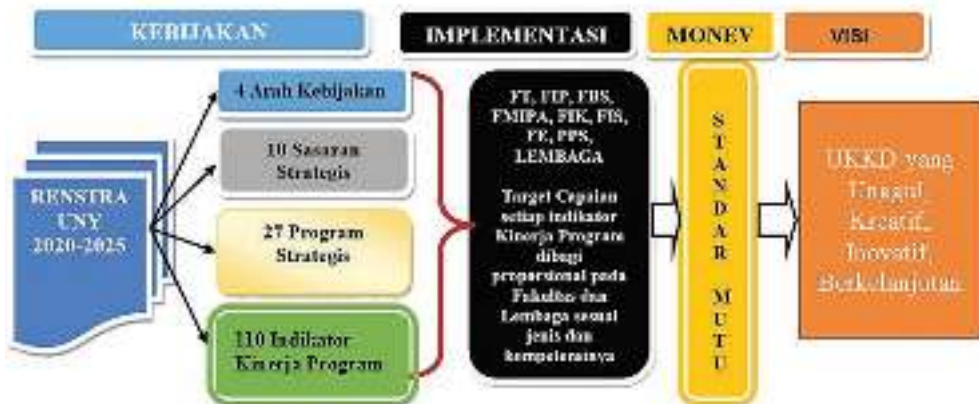 KEBIJAKAN
IMPLEMENTASI
MONEV
VISI
RENSTRA
UNY
2020-2025
4 Arah Kebijakan
10 Sasaran
Strategis
27 Program
Strategis
110 Indikator
Kinerja Program
FT, FIP, FBS,
FMIPA, FIK, FIS,
FE, PPS,
LEMBAGA
Target Capaian
setiap indikator
Kinerja Program
dibagi
proporsional pada
Fakultas dan
Lembaga sesuai
jenis dan
kompetensinya
STANDAR MUTU
UKKD yang
Unggul,
Kreatif,
Inovatif,
Berkelanjutan